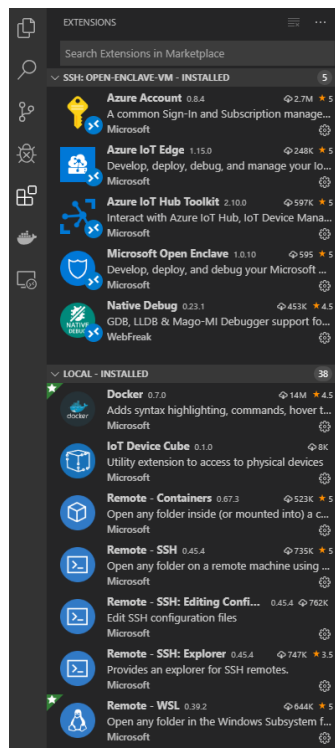 EXTENSIONS
Search Extensions in Marketplace
SSH: OPEN-ENCLAVE-VM - INSTALLED 5
Azure Account 0.8.4 2.7M 5
A common Sign-In and Subscription manage...
Microsoft
Azure IoT Edge 1.15.0 248K 5
Develop, deploy, debug, and manage your Io...
Microsoft
Azure IoT Hub Toolkit 2.10.0 597K 5
Interact with Azure IoT Hub, IoT Device Mana...
Microsoft
Microsoft Open Enclave 1.0.10 595 5
Develop, deploy, and debug your Microsoft ...
Microsoft
NATIVE
DEBUG
Native Debug 0.23.1 453K 4.5
GDB, LLDB & Mago-MI Debugger support fo...
WebFreak
LOCAL - INSTALLED 38
docker
Docker 0.7.0 14M 4.5
Adds syntax highlighting, commands, hover t...
Microsoft
IoT Device Cube 0.1.0 8K
Utility extension to access to physical devices
Microsoft
Remote - Containers 0.67.3 523K 5
Open any folder inside (or mounted into) a c...
Microsoft
Remote - SSH 0.45.4 735K 5
Open any folder on a remote machine using ...
Microsoft
Remote - SSH: Editing Confi... 0.45.4 762K
Edit SSH configuration files
Microsoft
Remote - SSH: Explorer 0.45.4 747K 3.5
Provides an explorer for SSH remotes.
Microsoft
Remote - WSL 0.39.2 644K 5
Open any folder in the Windows Subsystem f...
Microsoft